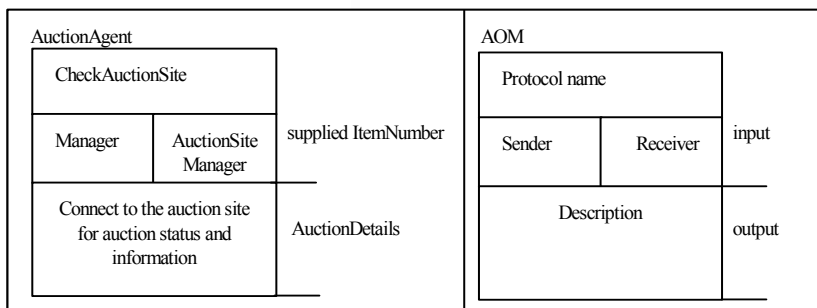 AuctionAgent
CheckAuctionSite
Manager
AuctionSite
Manager
supplied ItemNumber
Connect to the auction site
for auction status and
information
AuctionDetails
AOM
Protocol name
Sender
Receiver
input
Description
output